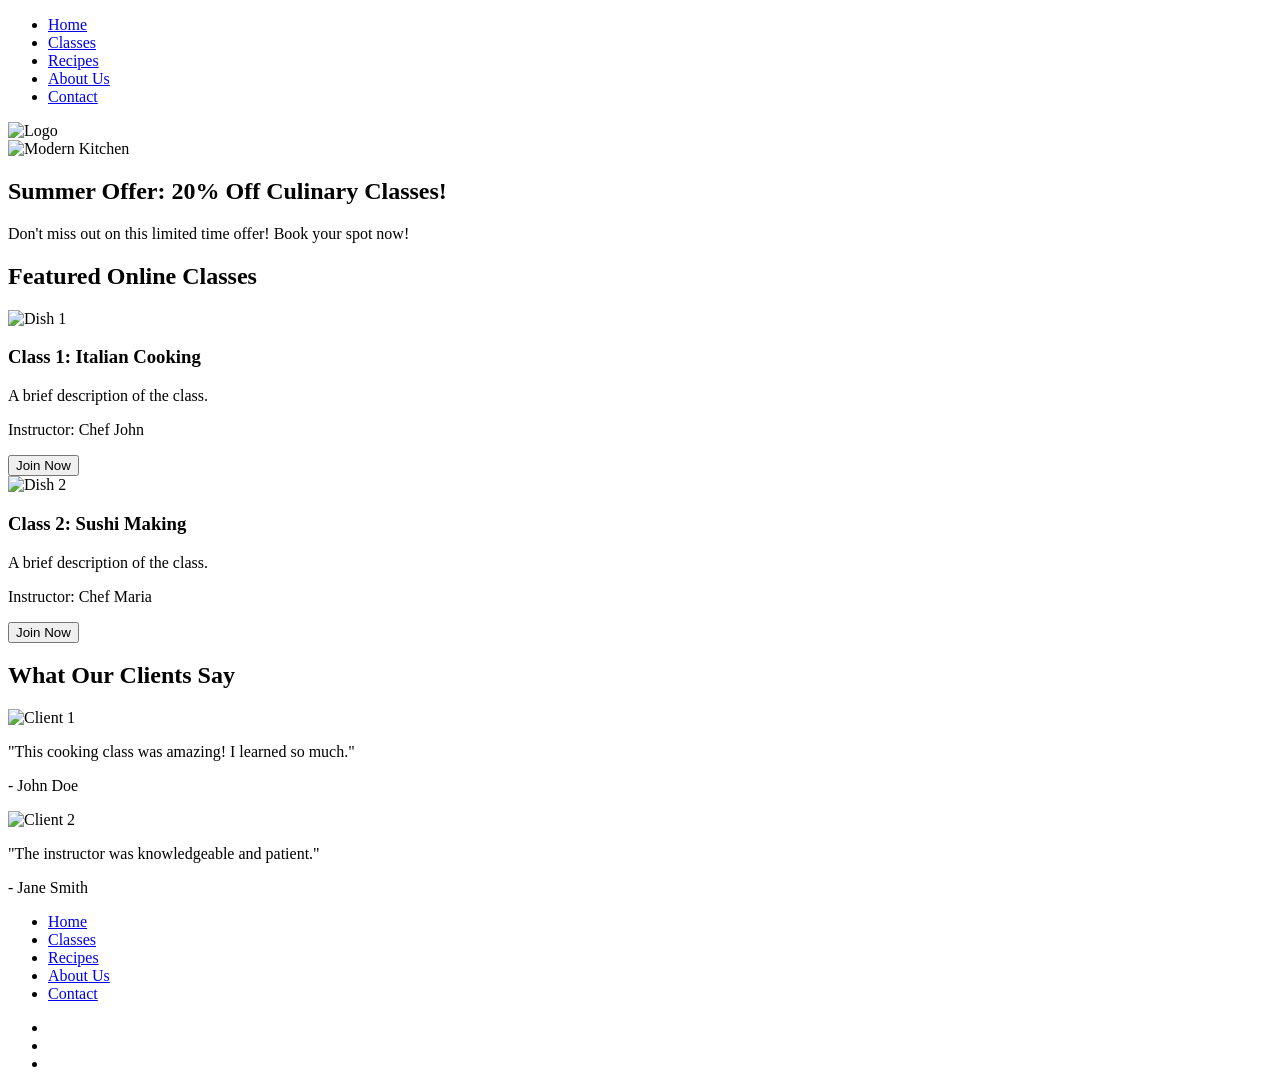 Home
Classes
Recipes
About Us
Contact
Logo
Modern Kitchen
Summer Offer: 20% Off Culinary Classes!
Don't miss out on this limited time offer! Book your spot now!
Featured Online Classes
Dish 1
Class 1: Italian Cooking
A brief description of the class.
Instructor: Chef John
Join Now
Dish 2
Class 2: Sushi Making
A brief description of the class.
Instructor: Chef Maria
Join Now
What Our Clients Say
Client 1
"This cooking class was amazing! I learned so much."
- John Doe
Client 2
"The instructor was knowledgeable and patient."
- Jane Smith
Home
Classes
Recipes
About Us
Contact